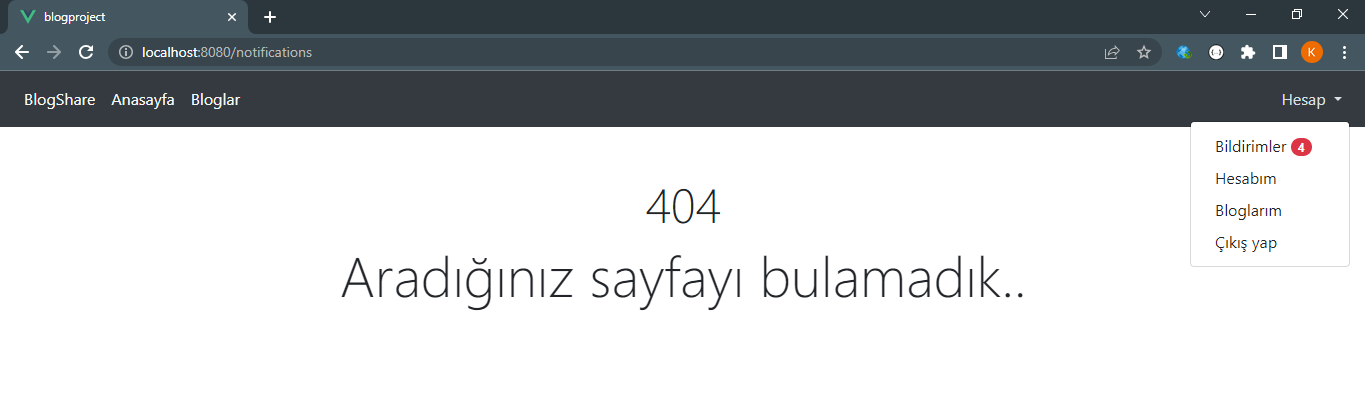 blogproject
localhost:8080/notifications
K
BlogShare Anasayfa Bloglar Hesap
Bildirimler 4
Hesabım
Bloglarım
Çıkış yap
404
Aradığınız sayfayı bulamadık..